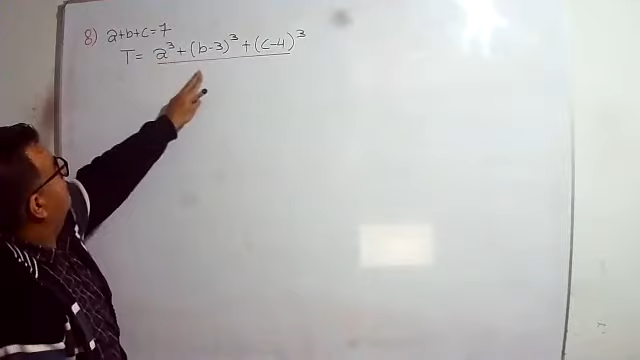 8) a+b+c=7
T= a³+(b-3)³+(c-4)³